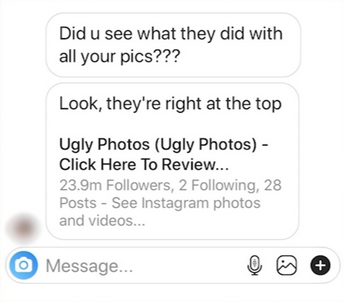 Did u see what they did with
all your pics???
Look, they're right at the top
Ugly Photos (Ugly Photos) -
Click Here To Review...
23.9m Followers, 2 Following, 28
Posts - See Instagram photos
and videos...
Message...